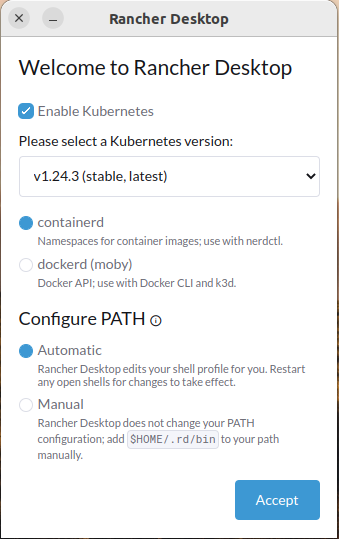 Rancher Desktop
Welcome to Rancher Desktop
Enable Kubernetes
Please select a Kubernetes version:
v1.24.3 (stable, latest)
containerd
Namespaces for container images; use with nerdctl.
dockerd (moby)
Docker API; use with Docker CLI and k3d.
Configure PATH
Automatic
Rancher Desktop edits your shell profile for you. Restart
any open shells for changes to take effect.
Manual
Rancher Desktop does not change your PATH
configuration; add $HOME/.rd/bin to your path
manually.
Accept